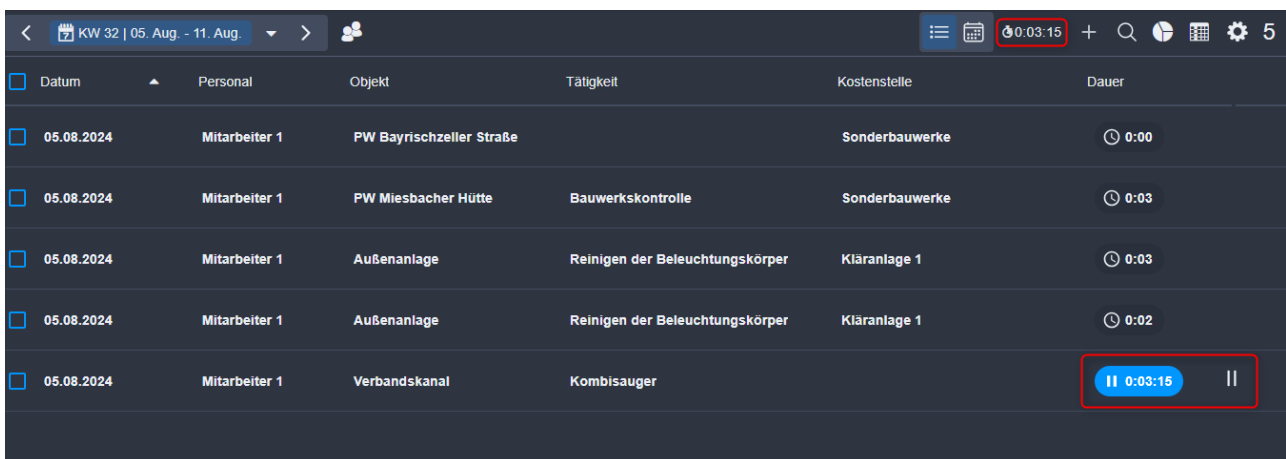 KW 32 | 05. Aug. - 11. Aug. 0:03:15 5
Datum Personal Objekt Tätigkeit Kostenstelle Dauer
05.08.2024 Mitarbeiter 1 PW Bayrischzeller Straße Sonderbauwerke 0:00
05.08.2024 Mitarbeiter 1 PW Miesbacher Hütte Bauwerkskontrolle Sonderbauwerke 0:03
05.08.2024 Mitarbeiter 1 Außenanlage Reinigen der Beleuchtungskörper Kläranlage 1 0:03
05.08.2024 Mitarbeiter 1 Außenanlage Reinigen der Beleuchtungskörper Kläranlage 1 0:02
05.08.2024 Mitarbeiter 1 Verbandskanal Kombisauger 0:03:15